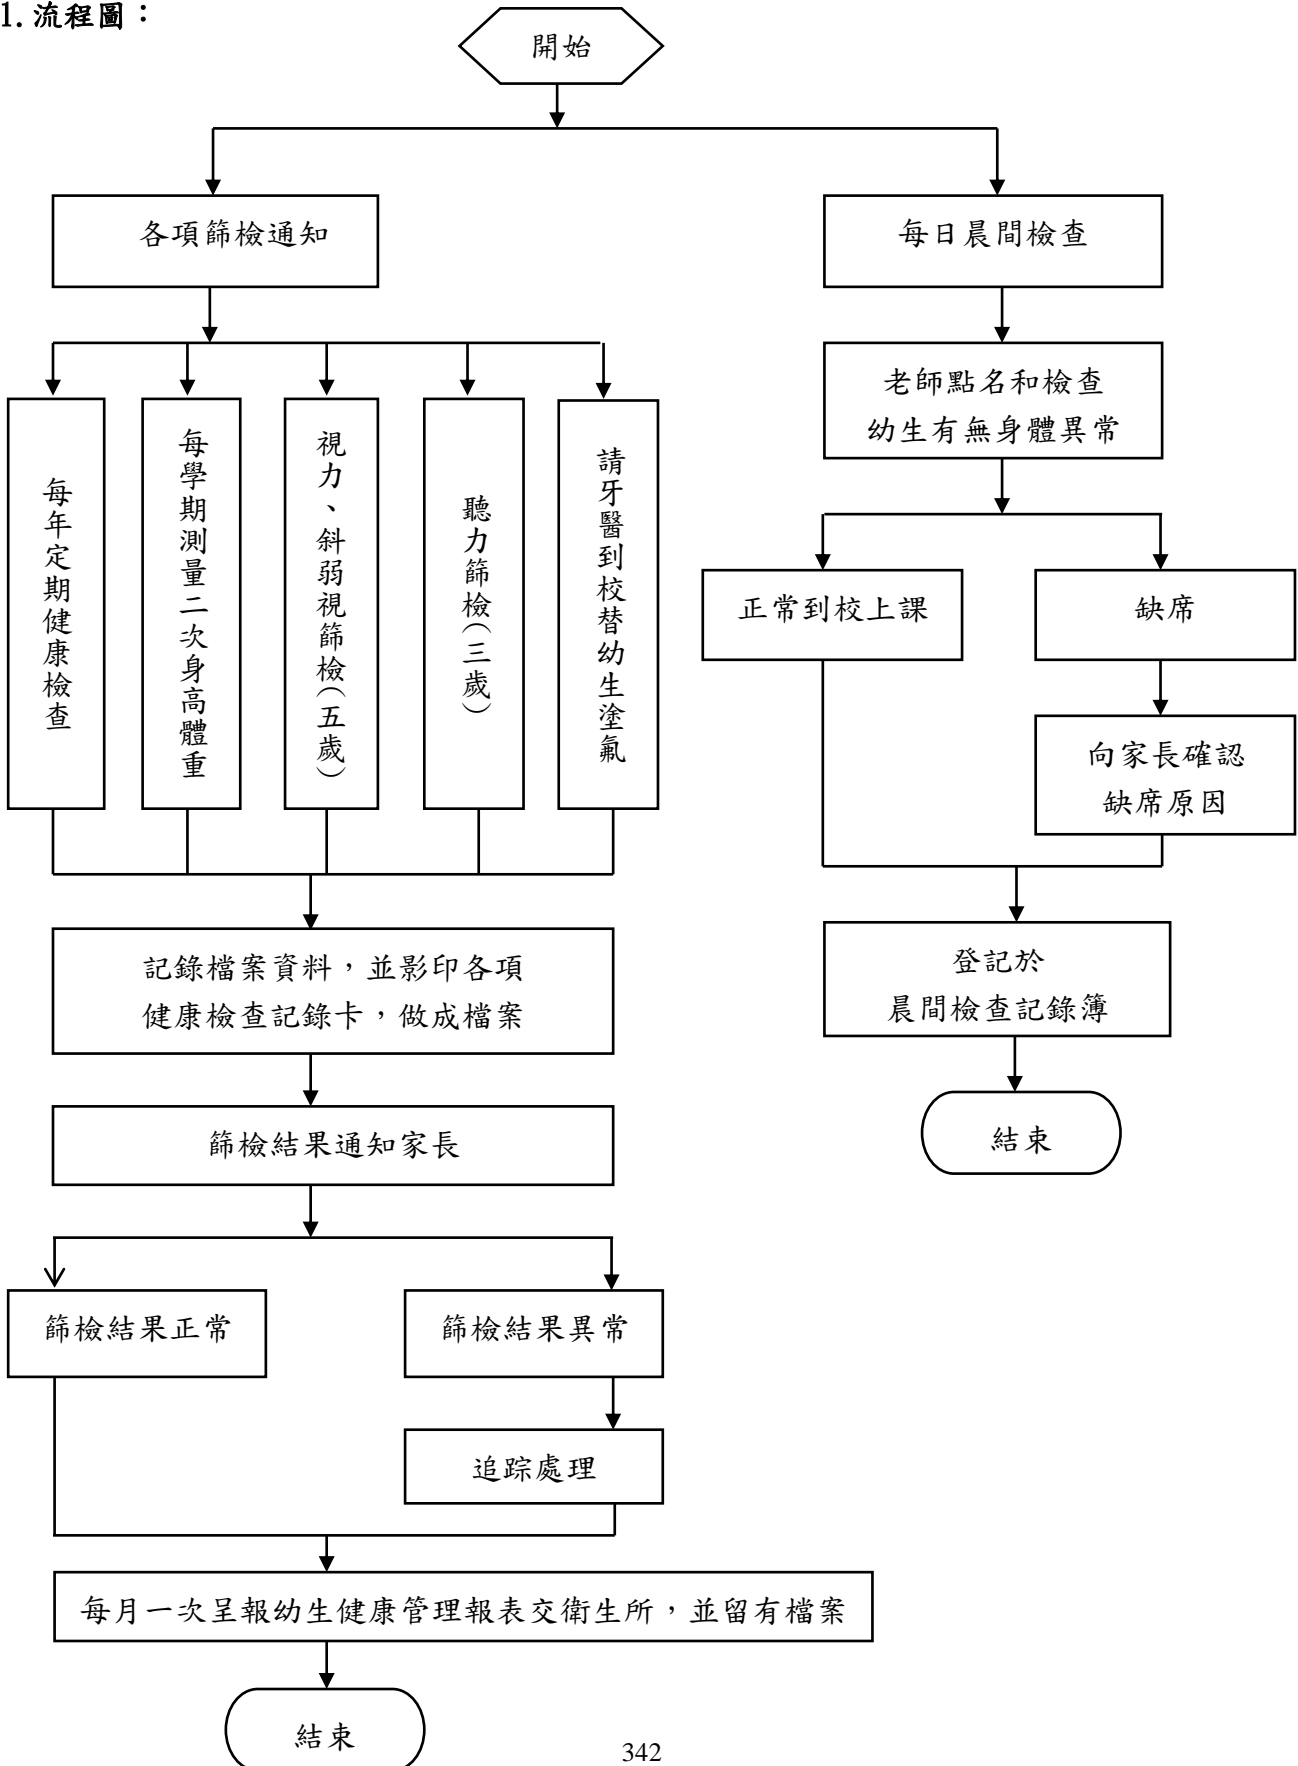 1.流程圖：
開始
各項篩檢通知
每日晨間檢查
老師點名和檢查
幼生有無身體異常
每年定期健康檢查
每學期測量二次身高體重
視力、斜弱視篩檢(五歲)
聽力篩檢(三歲)
請牙醫到校替幼生塗氟
正常到校上課
缺席
向家長確認
缺席原因
登記於
晨間檢查記錄簿
結束
記錄檔案資料，並影印各項
健康檢查記錄卡，做成檔案
篩檢結果通知家長
篩檢結果正常
篩檢結果異常
追踪處理
每月一次呈報幼生健康管理報表交衛生所，並留有檔案
結束
342